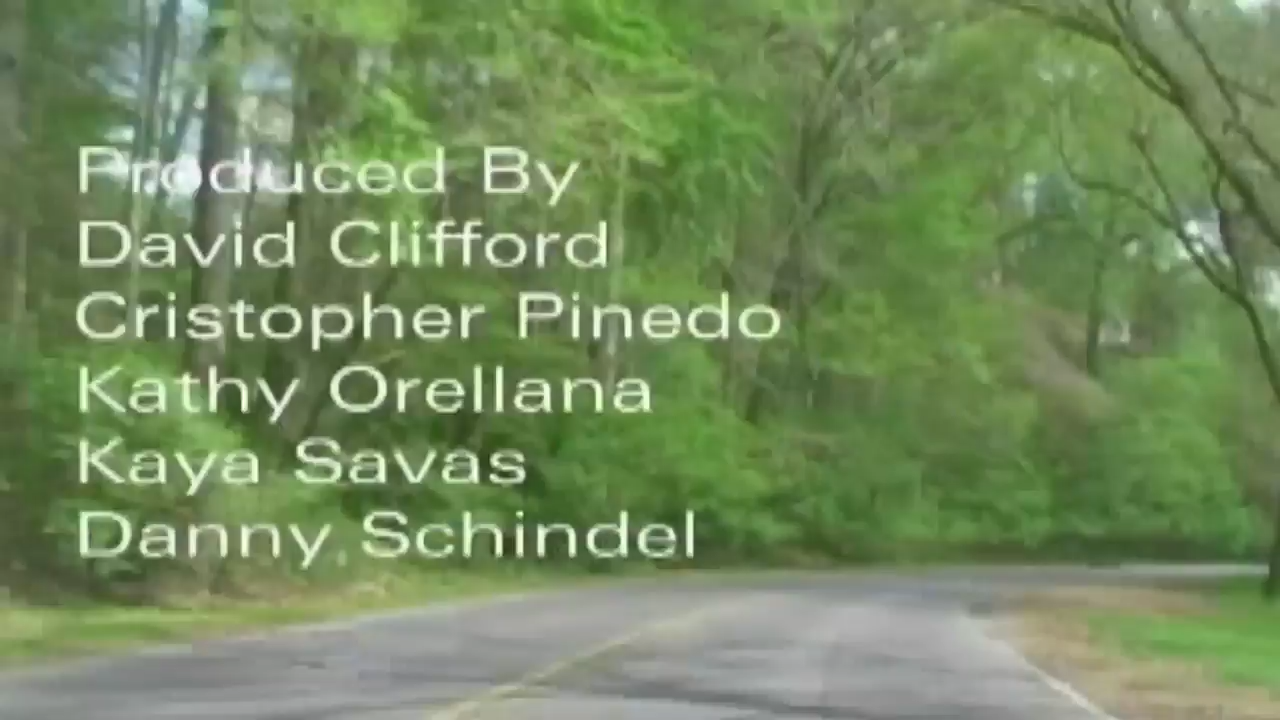 Produced By
David Clifford
Cristopher Pinedo
Kathy Orellana
Kaya Savas
Danny Schindel